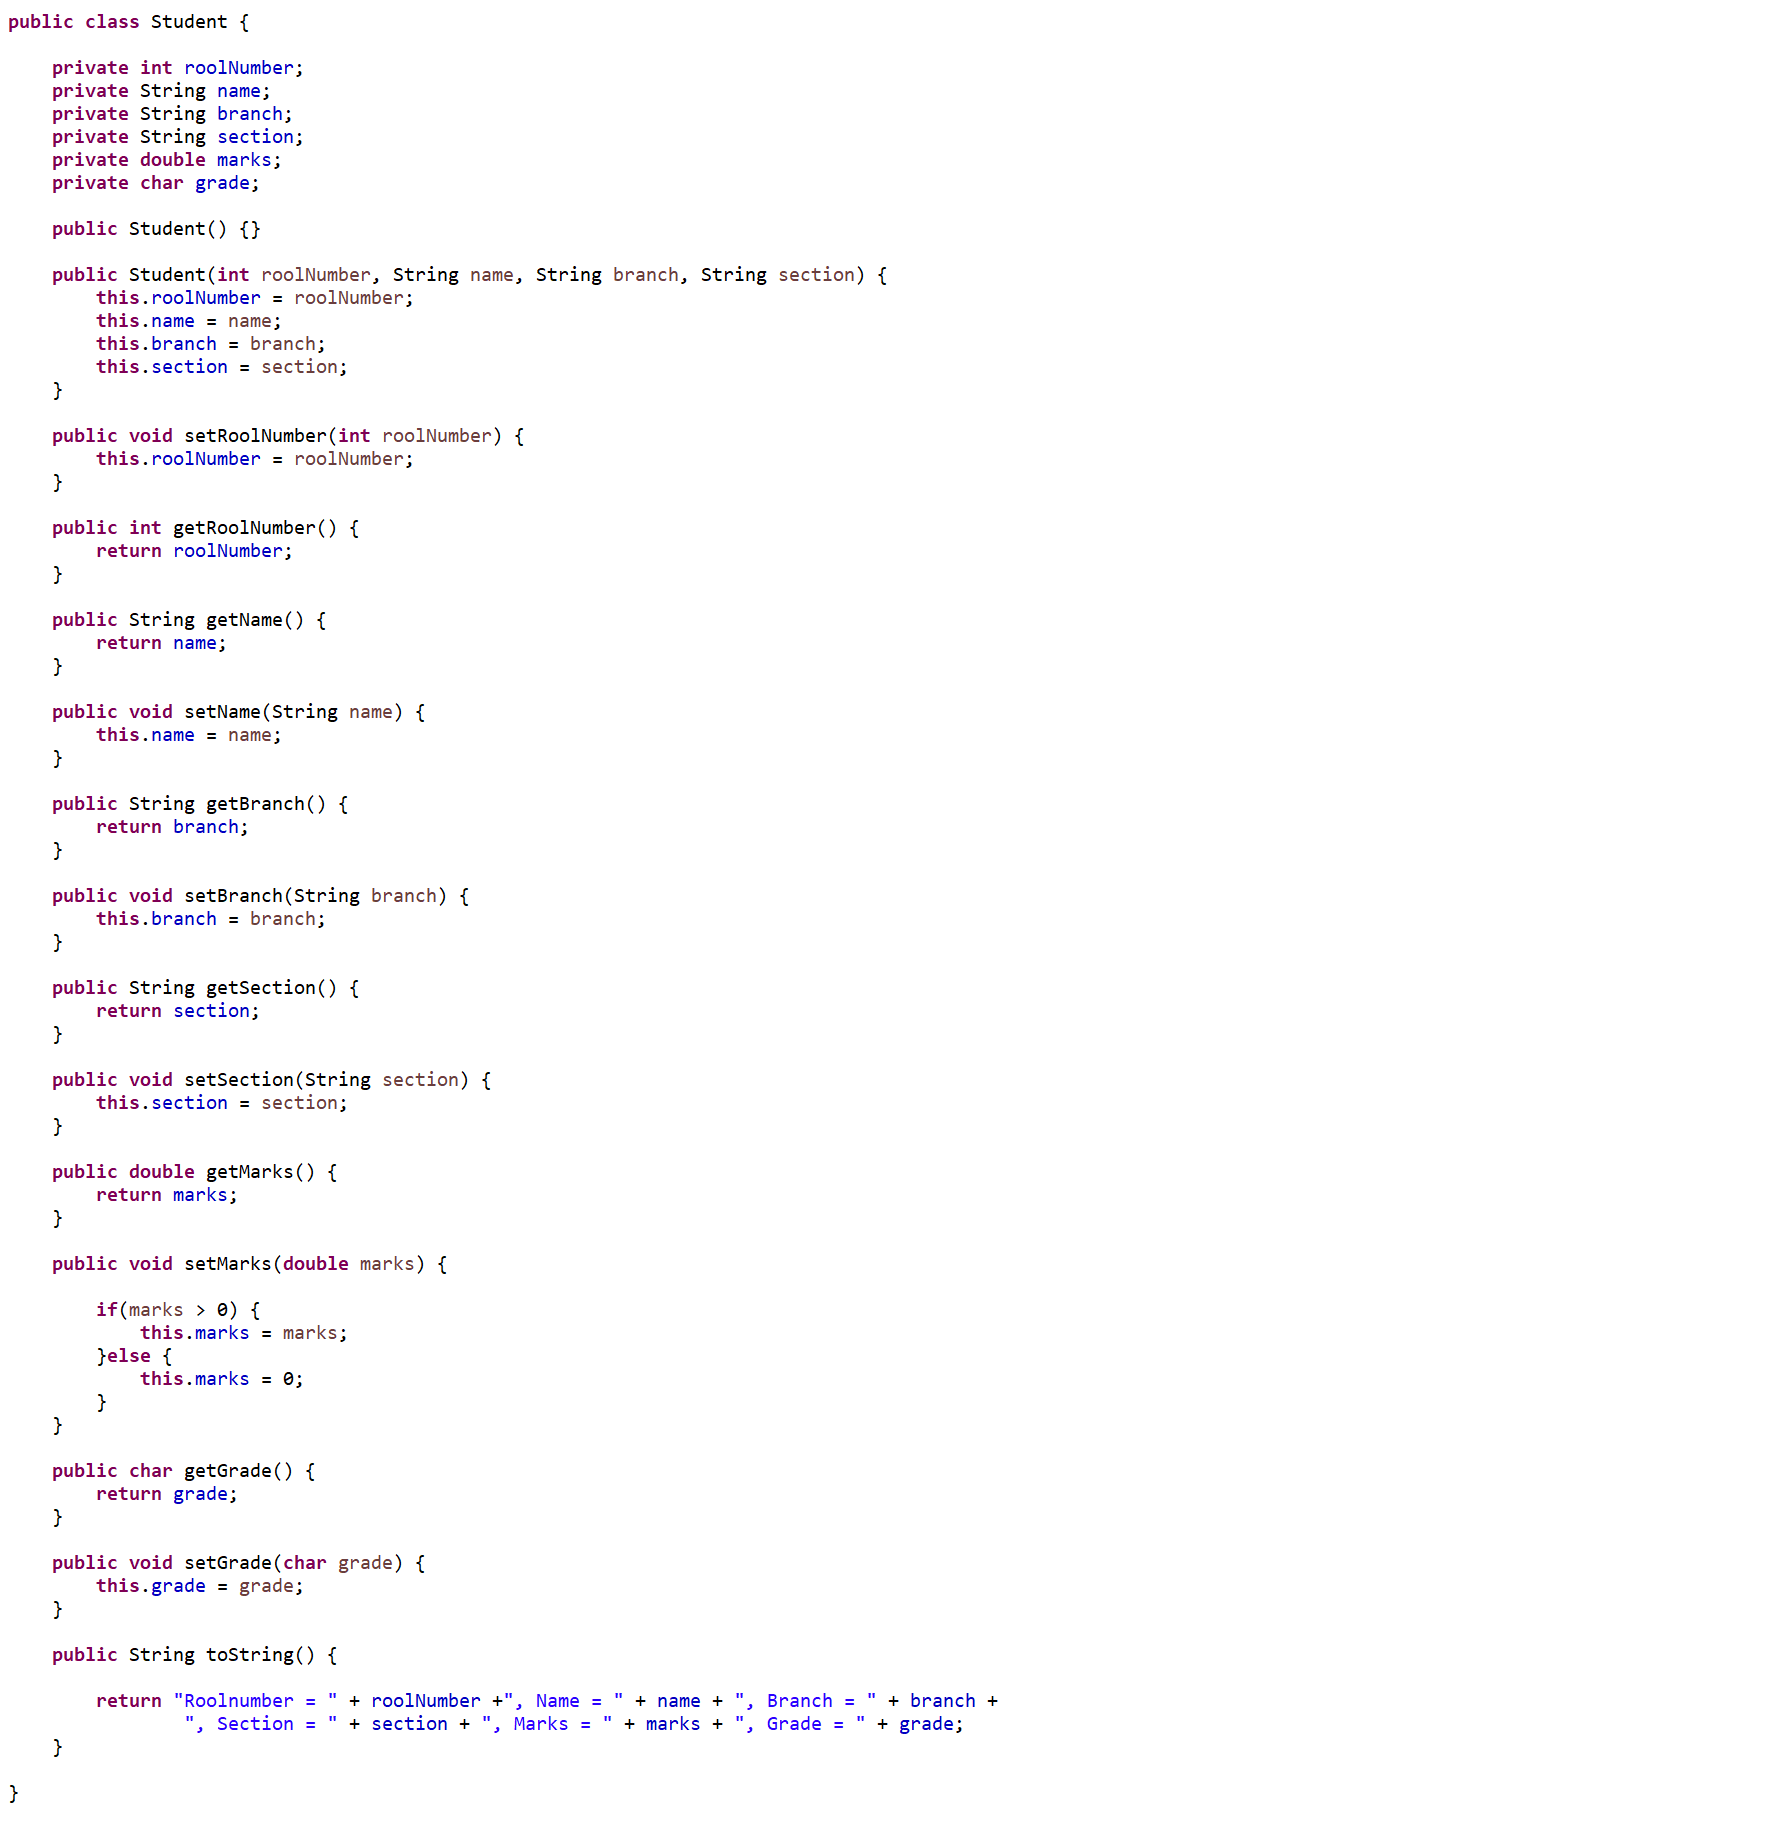 public class Student {
private int roolNumber;
private String name;
private String branch;
private String section;
private double marks;
private char grade;
public Student() {}
public Student(int roolNumber, String name, String branch, String section) {
this.roolNumber = roolNumber;
this.name = name;
this.branch = branch;
this.section = section;
}
public void setRoolNumber(int roolNumber) {
this.roolNumber = roolNumber;
}
public int getRoolNumber() {
return roolNumber;
}
public String getName() {
return name;
}
public void setName(String name) {
this.name = name;
}
public String getBranch() {
return branch;
}
public void setBranch(String branch) {
this.branch = branch;
}
public String getSection() {
return section;
}
public void setSection(String section) {
this.section = section;
}
public double getMarks() {
return marks;
}
public void setMarks(double marks) {
if(marks > 0) {
this.marks = marks;
}else {
this.marks = 0;
}
}
public char getGrade() {
return grade;
}
public void setGrade(char grade) {
this.grade = grade;
}
public String toString() {
return "Roolnumber = " + roolNumber +", Name = " + name + ", Branch = " + branch +
", Section = " + section + ", Marks = " + marks + ", Grade = " + grade;
}
}